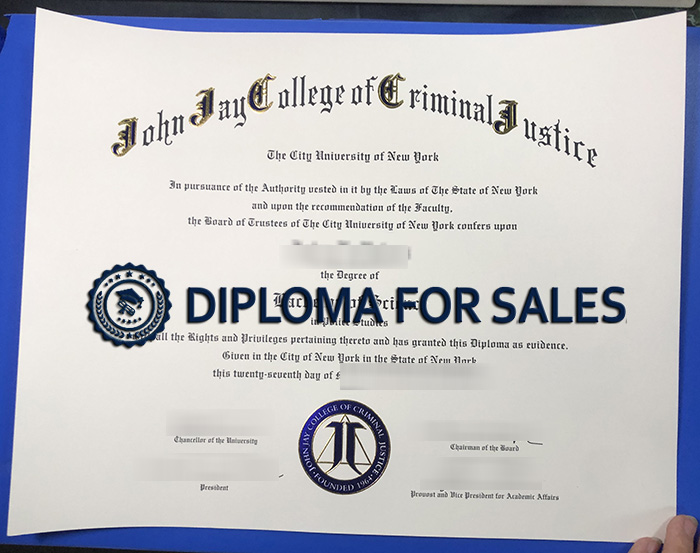 John Jay College of Criminal Justice
The City University of New York
In pursuance of the Authority vested in it by the Laws of The State of New York
and upon the recommendation of the Faculty,
the Board of Trustees of The City University of New York confers upon
the Degree of
Bachelor of Science
DIPLOMA FOR SALES
in Police Studies
all the Rights and Privileges pertaining thereto and has granted this Diploma as evidence.
Given in the City of New York in the State of New York
this twenty-seventh day of
Chancellor of the University
Chairman of the Board
President
Provost and Vice President for Academic Affairs
JOHN JAY COLLEGE OF CRIMINAL JUSTICE
FOUNDED 1964